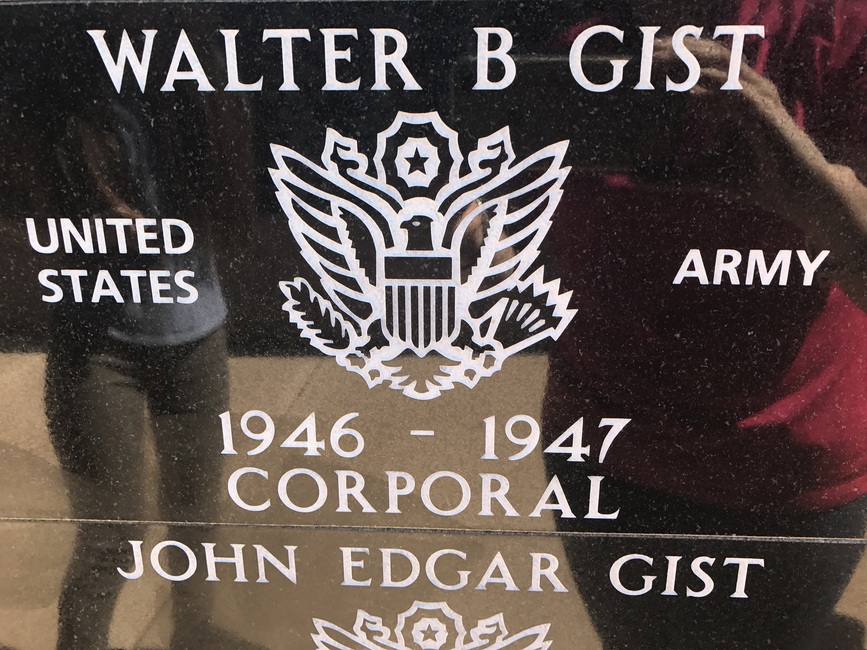 WALTER B GIST
UNITED
STATES
ARMY
1946 - 1947
CORPORAL
JOHN EDGAR GIST